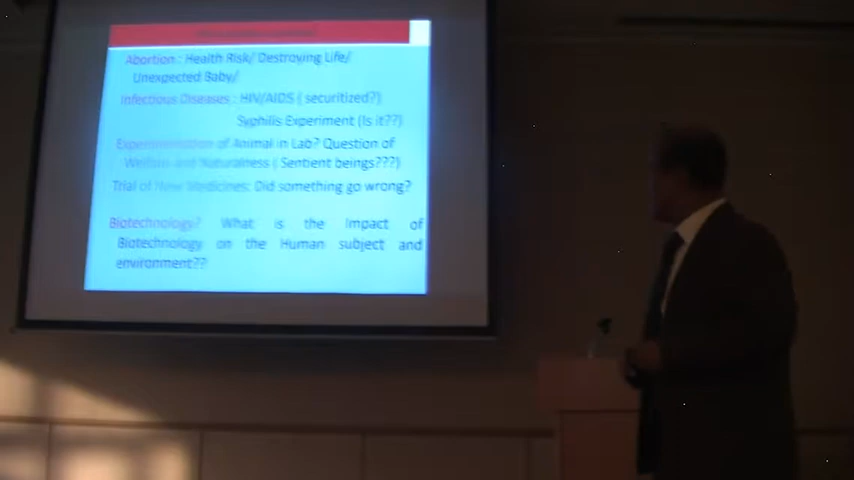 Abortion : Health Risk/ Destroying Life/
Unexpected Baby/
Infectious Diseases : HIV/AIDS ( securitized?)
Syphilis Experiment (Is it??)
Experimentation of Animal in Lab? Question of
Welfare and Naturalness ( Sentient beings???)
Trial of New Medicines: Did something go wrong?
Biotechnology? What is the Impact of
Biotechnology on the Human subject and
environment??